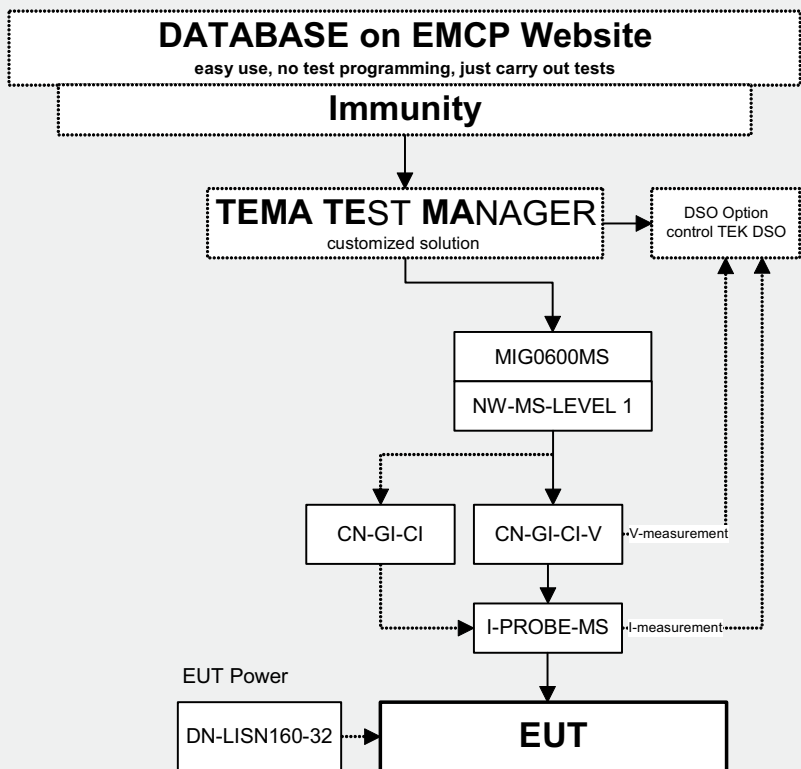 DATABASE on EMCP Website
easy use, no test programming, just carry out tests
Immunity
TEMA TEST MANAGER
customized solution
DSO Option
control TEK DSO
MIG0600MS
NW-MS-LEVEL 1
CN-GI-CI
CN-GI-CI-V
V-measurement
I-PROBE-MS
I-measurement
EUT Power
DN-LISN160-32
EUT